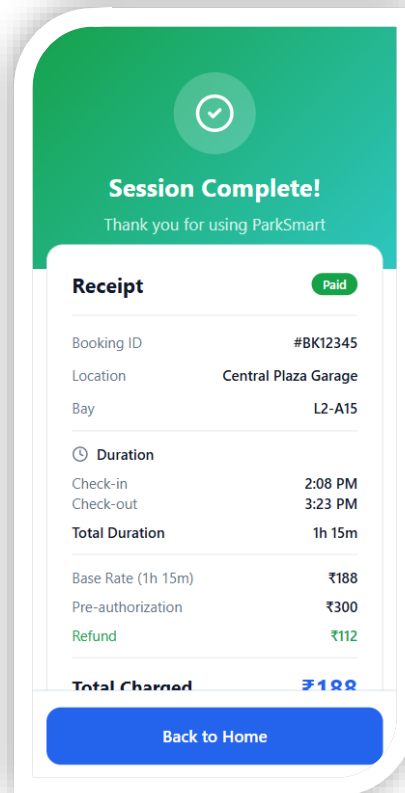 Session Complete!
Thank you for using ParkSmart
Receipt Paid
Booking ID #BK12345
Location Central Plaza Garage
Bay L2-A15
Duration
Check-in 2:08 PM
Check-out 3:23 PM
Total Duration 1h 15m
Base Rate (1h 15m) ₹188
Pre-authorization ₹300
Refund ₹112
Total Charged ₹188
Back to Home